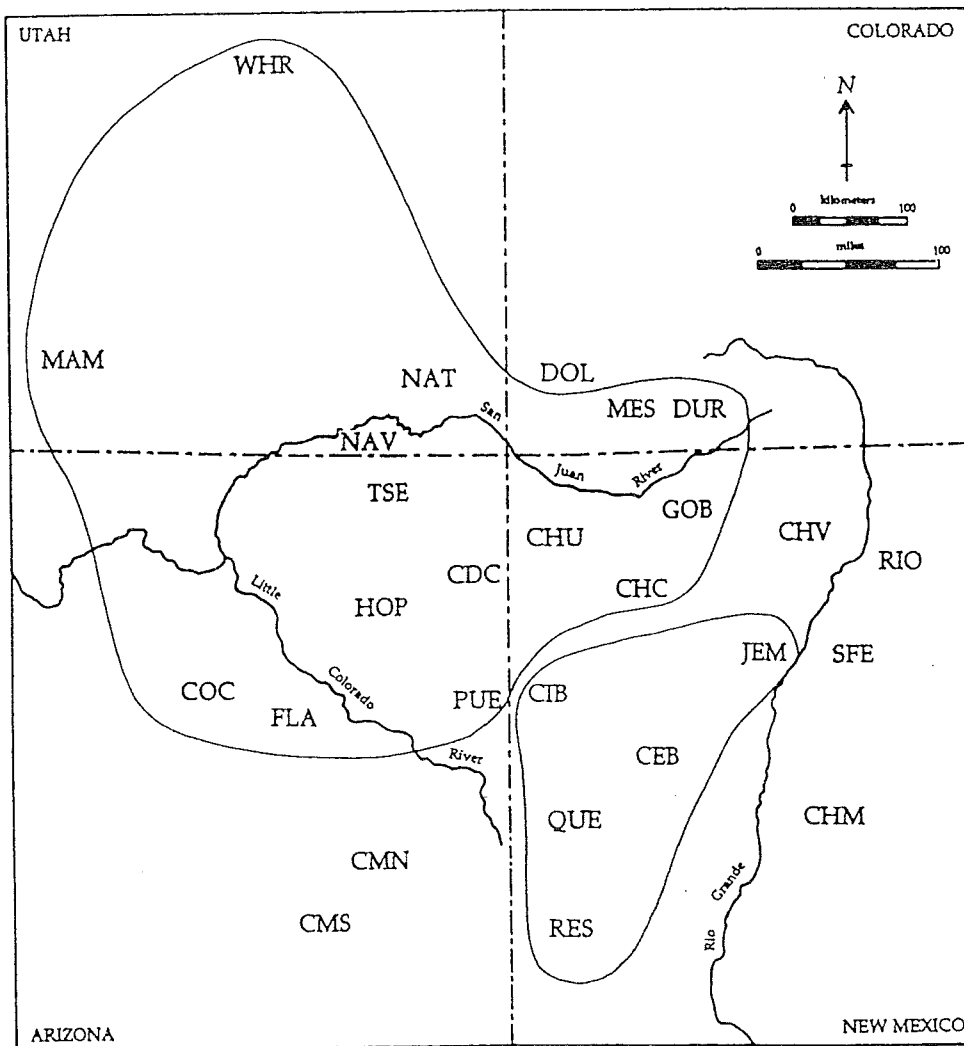 UTAH
COLORADO
WHR
N
0 kilometers 100
0 miles 100
MAM
NAT
DOL
MES DUR
San
NAV
Juan
River
TSE
GOB
CHU
CHV
RIO
CDC
CHC
Little
HOP
JEM
SFE
Colorado
COC
PUE
CIB
FLA
River
CEB
QUE
CHM
CMN
Grande
CMS
RES
Rio
ARIZONA
NEW MEXICO